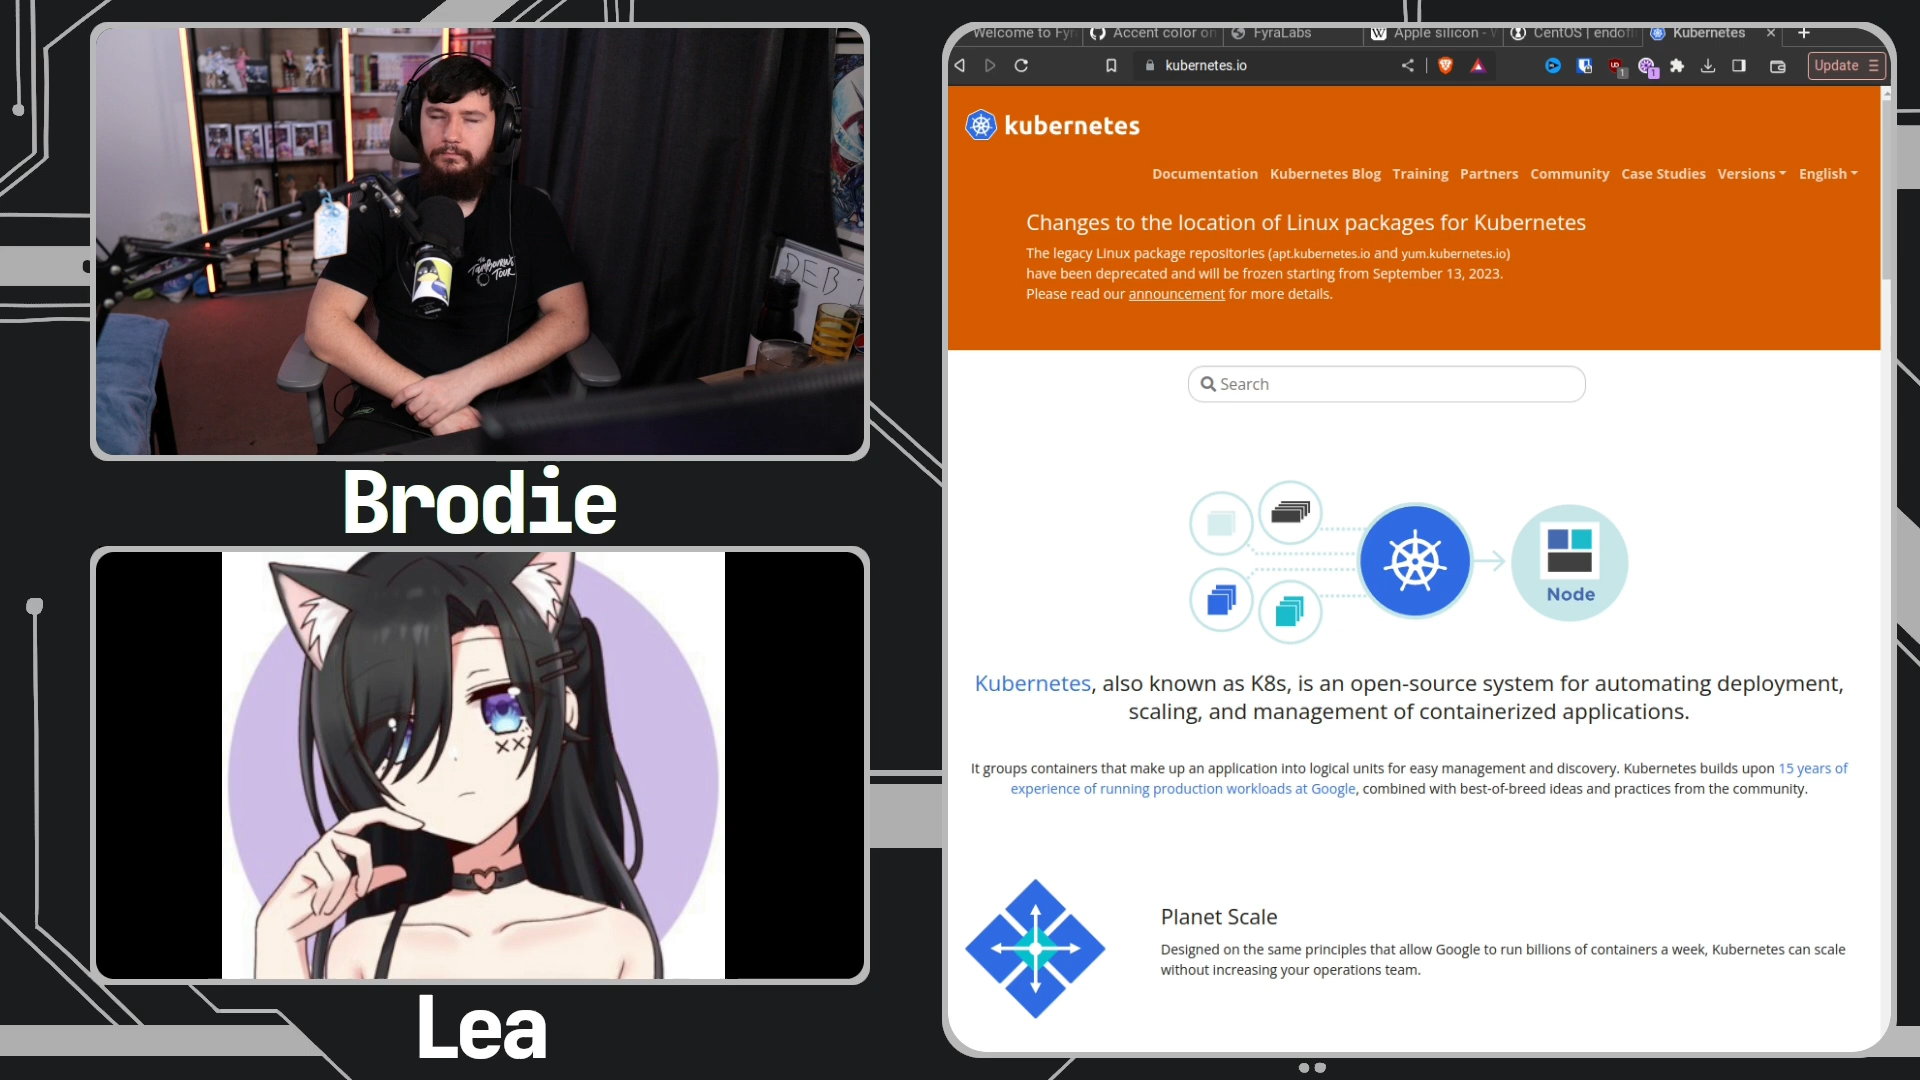 Welcome to Fyr
Accent color on
FyraLabs
Apple silicon - W
CentOS | endofl
Kubernetes
kubernetes.io
Update
kubernetes
Documentation
Kubernetes Blog
Training
Partners
Community
Case Studies
Versions
English
Changes to the location of Linux packages for Kubernetes
The legacy Linux package repositories (apt.kubernetes.io and yum.kubernetes.io)
have been deprecated and will be frozen starting from September 13, 2023.
Please read our announcement for more details.
Search
Node
Kubernetes, also known as K8s, is an open-source system for automating deployment,
scaling, and management of containerized applications.
It groups containers that make up an application into logical units for easy management and discovery. Kubernetes builds upon 15 years of
experience of running production workloads at Google, combined with best-of-breed ideas and practices from the community.
Planet Scale
Designed on the same principles that allow Google to run billions of containers a week, Kubernetes can scale
without increasing your operations team.
DEB
TOUR
Brodie
Lea